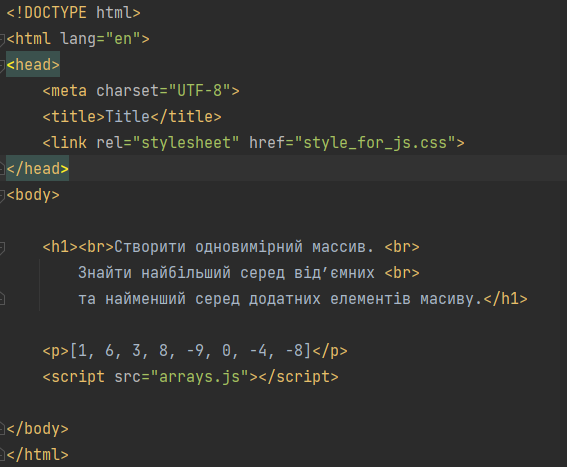 <!DOCTYPE html>
<html lang="en">
<head>
<meta charset="UTF-8">
<title>Title</title>
<link rel="stylesheet" href="style_for_js.css">
</head>
<body>
<h1><br>Створити одновимірний массив. <br>
Знайти найбільший серед від’ємних <br>
та найменший серед додатних елементів масиву.</h1>
<p>[1, 6, 3, 8, -9, 0, -4, -8]</p>
<script src="arrays.js"></script>
</body>
</html>